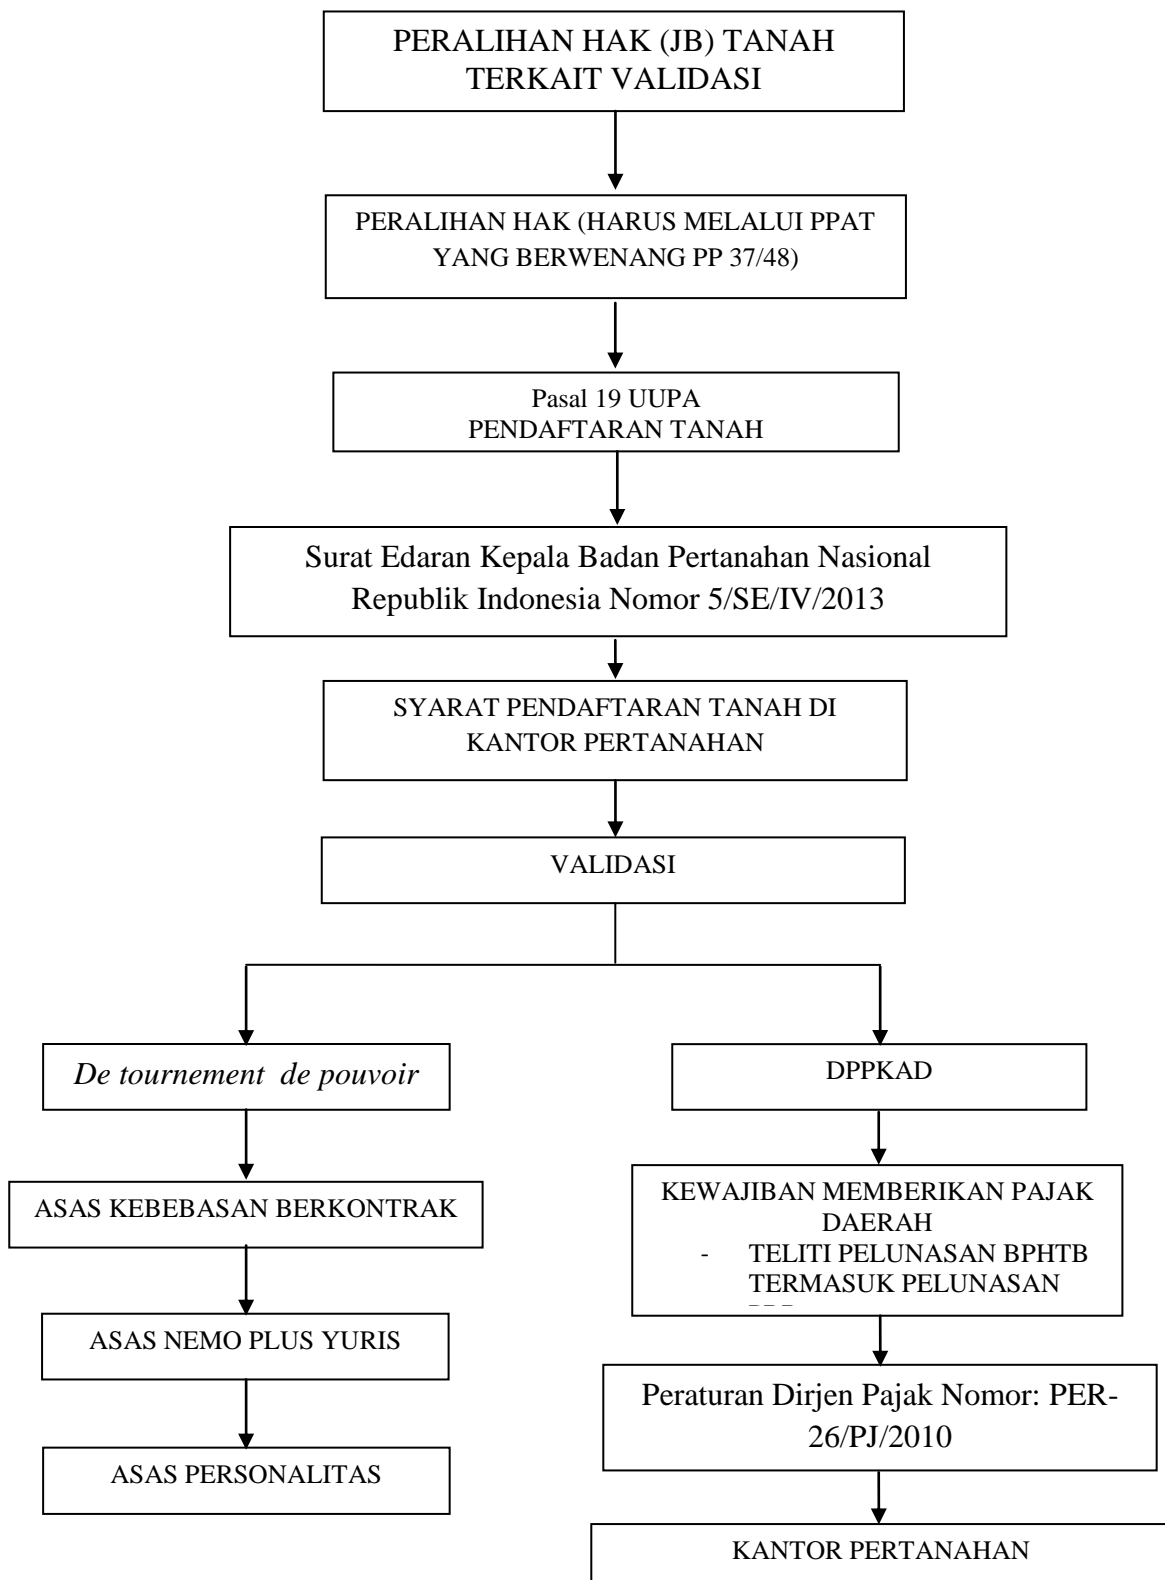 PERALIHAN HAK (JB) TANAH
TERKAIT VALIDASI
PERALIHAN HAK (HARUS MELALUI PPAT
YANG BERWENANG PP 37/48)
Pasal 19 UUPA
PENDAFTARAN TANAH
Surat Edaran Kepala Badan Pertanahan Nasional
Republik Indonesia Nomor 5/SE/IV/2013
SYARAT PENDAFTARAN TANAH DI
KANTOR PERTANAHAN
VALIDASI
De tournement de pouvoir
ASAS KEBEBASAN BERKONTRAK
ASAS NEMO PLUS YURIS
ASAS PERSONALITAS
DPPKAD
KEWAJIBAN MEMBERIKAN PAJAK
DAERAH
- TELITI PELUNASAN BPHTB
TERMASUK PELUNASAN
Peraturan Dirjen Pajak Nomor: PER-
26/PJ/2010
KANTOR PERTANAHAN